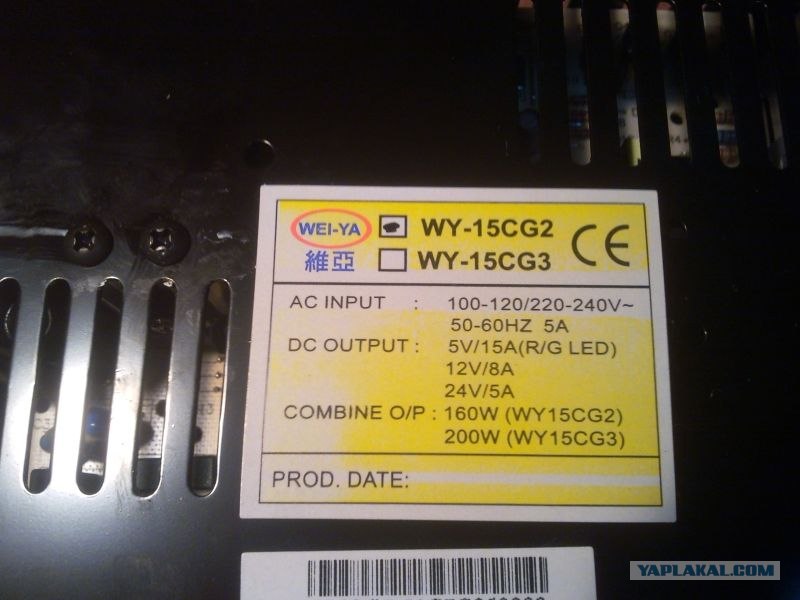 WEI-YA WY-15CG2
維亞 WY-15CG3
CE
AC INPUT : 100-120/220-240V~
50-60HZ 5A
DC OUTPUT : 5V/15A(R/G LED)
12V/8A
24V/5A
COMBINE O/P : 160W (WY15CG2)
200W (WY15CG3)
PROD. DATE:
YAPLAKAL.COM